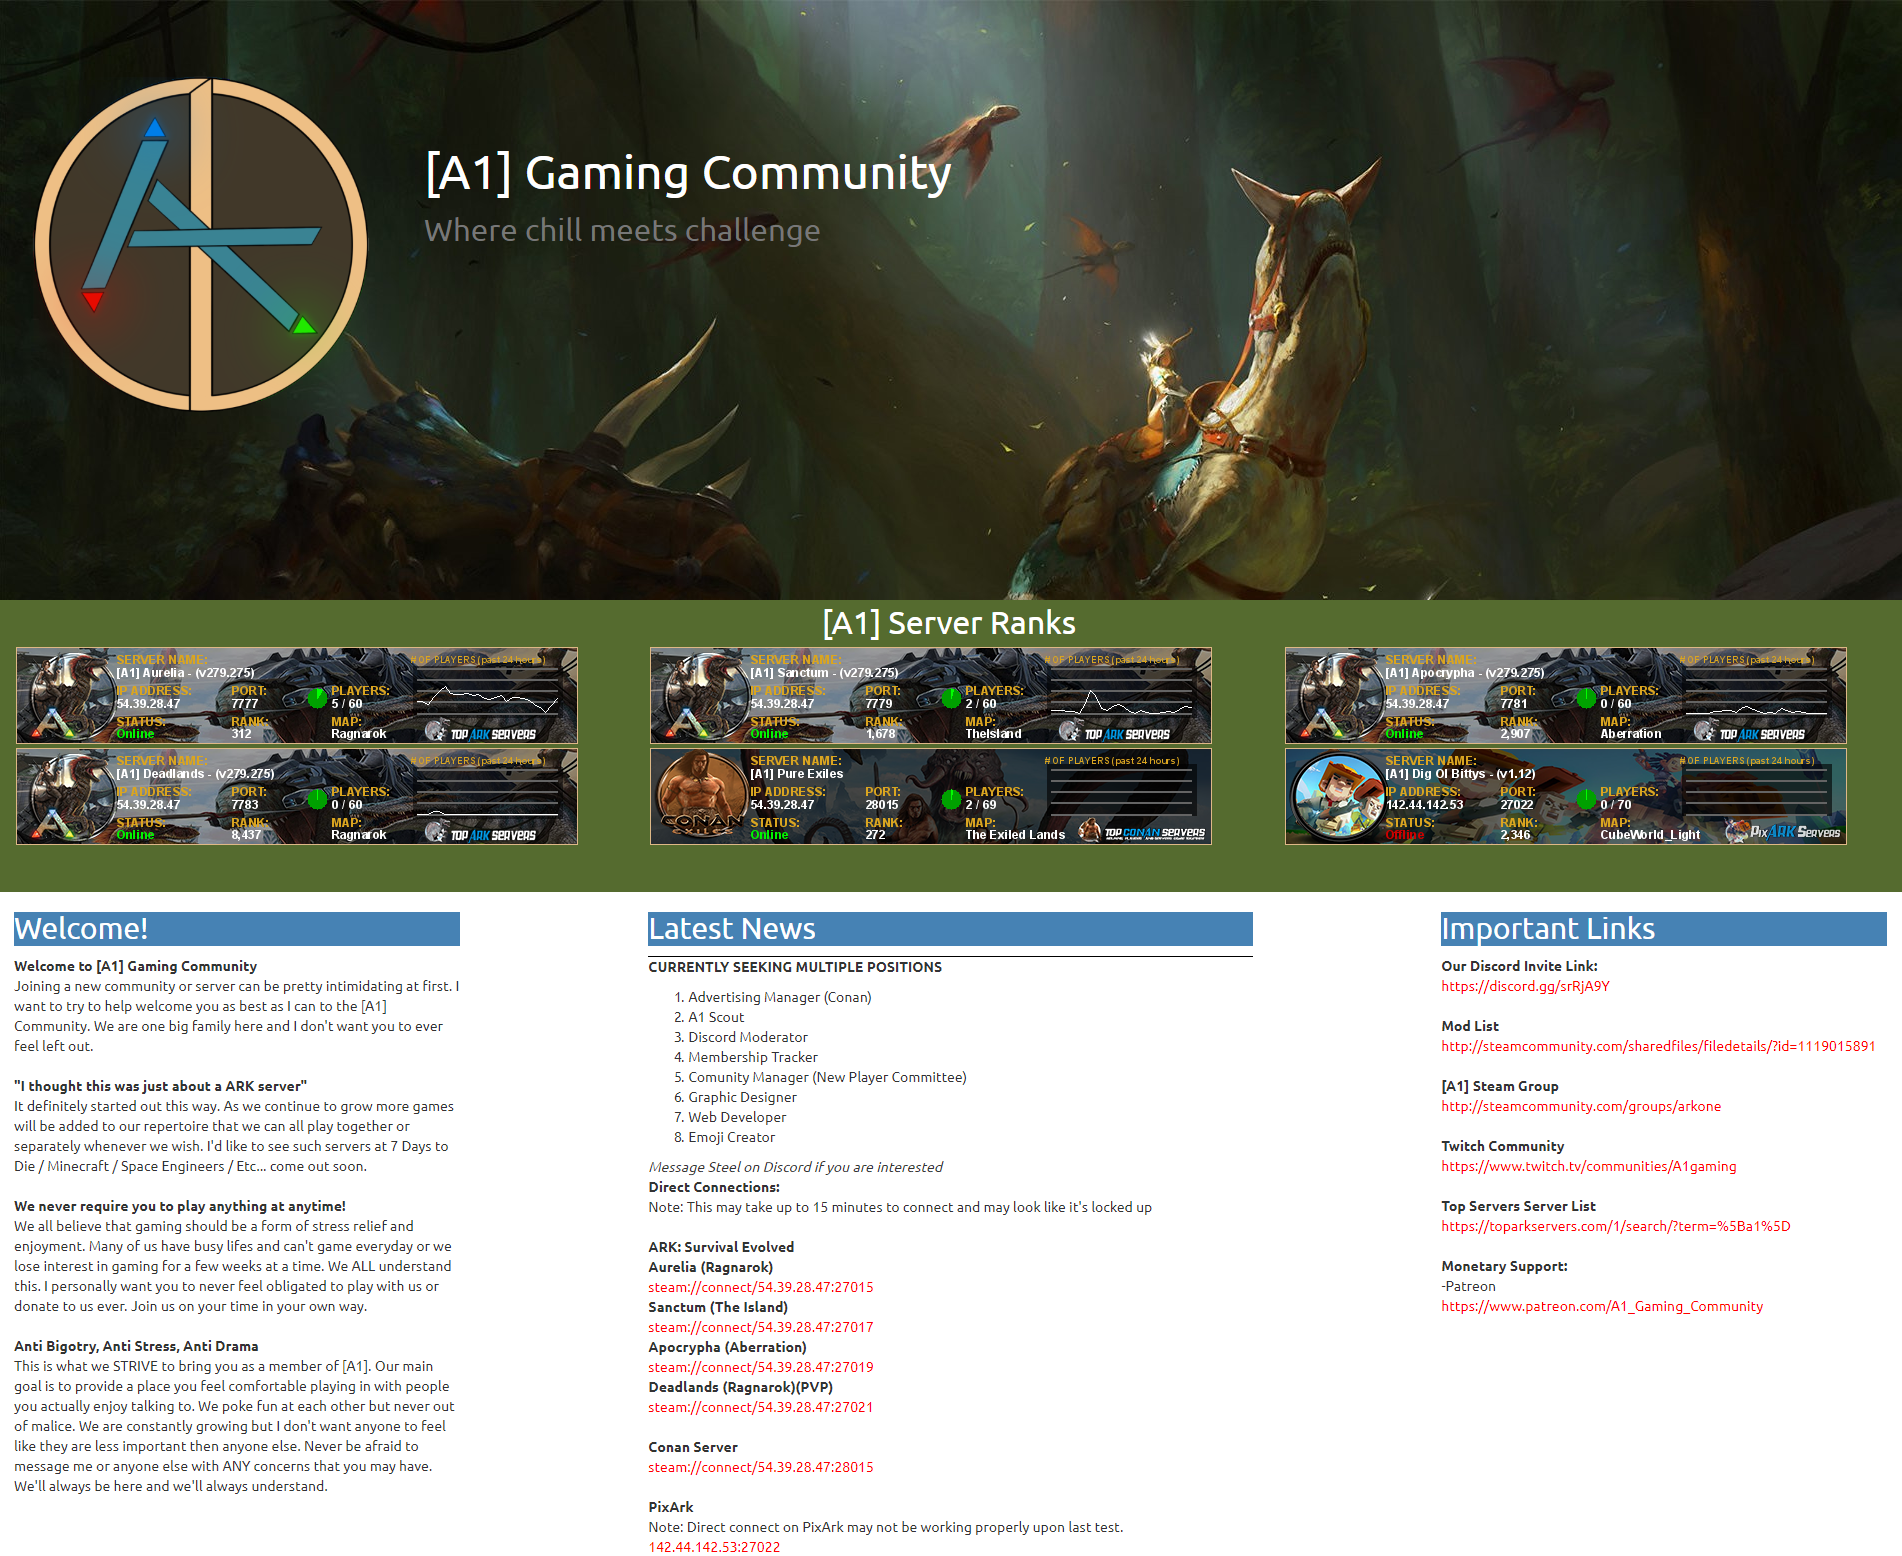 [A1] Gaming Community
Where chill meets challenge
[A1] Server Ranks
SERVER NAME:
[A1] Aurelia - (v279.275)
IP ADDRESS: PORT: PLAYERS:
54.39.28.47 7777 5 / 60
STATUS: RANK: MAP:
Online 312 Ragnarok
# OF PLAYERS (past 24 hours)
TOP ARK SERVERS
SERVER NAME:
[A1] Sanctum - (v279.275)
IP ADDRESS: PORT: PLAYERS:
54.39.28.47 7779 2 / 60
STATUS: RANK: MAP:
Online 1,678 TheIsland
# OF PLAYERS (past 24 hours)
TOP ARK SERVERS
SERVER NAME:
[A1] Apocrypha - (v279.275)
IP ADDRESS: PORT: PLAYERS:
54.39.28.47 7781 0 / 60
STATUS: RANK: MAP:
Online 2,907 Aberration
# OF PLAYERS (past 24 hours)
TOP ARK SERVERS
SERVER NAME:
[A1] Deadlands - (v279.275)
IP ADDRESS: PORT: PLAYERS:
54.39.28.47 7783 0 / 60
STATUS: RANK: MAP:
Online 8,437 Ragnarok
# OF PLAYERS (past 24 hours)
TOP ARK SERVERS
CONAN
EXILES
SERVER NAME:
[A1] Pure Exiles
IP ADDRESS: PORT: PLAYERS:
54.39.28.47 28015 2 / 69
STATUS: RANK: MAP:
Online 272 The Exiled Lands
# OF PLAYERS (past 24 hours)
TOP CONAN SERVERS
SERVER NAME:
[A1] Dig Ol Bittys - (v1.12)
IP ADDRESS: PORT: PLAYERS:
142.44.142.53 27022 0 / 70
STATUS: RANK: MAP:
Offline 2,346 CubeWorld_Light
# OF PLAYERS (past 24 hours)
PIXARK SERVERS
Welcome!
Welcome to [A1] Gaming Community
Joining a new community or server can be pretty intimidating at first. I
want to try to help welcome you as best as I can to the [A1]
Community. We are one big family here and I don't want you to ever
feel left out.
"I thought this was just about a ARK server"
It definitely started out this way. As we continue to grow more games
will be added to our repertoire that we can all play together or
separately whenever we wish. I'd like to see such servers at 7 Days to
Die / Minecraft / Space Engineers / Etc... come out soon.
We never require you to play anything at anytime!
We all believe that gaming should be a form of stress relief and
enjoyment. Many of us have busy lifes and can't game everyday or we
lose interest in gaming for a few weeks at a time. We ALL understand
this. I personally want you to never feel obligated to play with us or
donate to us ever. Join us on your time in your own way.
Anti Bigotry, Anti Stress, Anti Drama
This is what we STRIVE to bring you as a member of [A1]. Our main
goal is to provide a place you feel comfortable playing in with people
you actually enjoy talking to. We poke fun at each other but never out
of malice. We are constantly growing but I don't want anyone to feel
like they are less important then anyone else. Never be afraid to
message me or anyone else with ANY concerns that you may have.
We'll always be here and we'll always understand.
Latest News
CURRENTLY SEEKING MULTIPLE POSITIONS
1. Advertising Manager (Conan)
2. A1 Scout
3. Discord Moderator
4. Membership Tracker
5. Comunity Manager (New Player Committee)
6. Graphic Designer
7. Web Developer
8. Emoji Creator
Message Steel on Discord if you are interested
Direct Connections:
Note: This may take up to 15 minutes to connect and may look like it's locked up
ARK: Survival Evolved
Aurelia (Ragnarok)
steam://connect/54.39.28.47:27015
Sanctum (The Island)
steam://connect/54.39.28.47:27017
Apocrypha (Aberration)
steam://connect/54.39.28.47:27019
Deadlands (Ragnarok)(PVP)
steam://connect/54.39.28.47:27021
Conan Server
steam://connect/54.39.28.47:28015
PixArk
Note: Direct connect on PixArk may not be working properly upon last test.
142.44.142.53:27022
Important Links
Our Discord Invite Link:
https://discord.gg/srRjA9Y
Mod List
http://steamcommunity.com/sharedfiles/filedetails/?id=1119015891
[A1] Steam Group
http://steamcommunity.com/groups/arkone
Twitch Community
https://www.twitch.tv/communities/A1gaming
Top Servers Server List
https://toparkservers.com/1/search/?term=%5Ba1%5D
Monetary Support:
-Patreon
https://www.patreon.com/A1_Gaming_Community